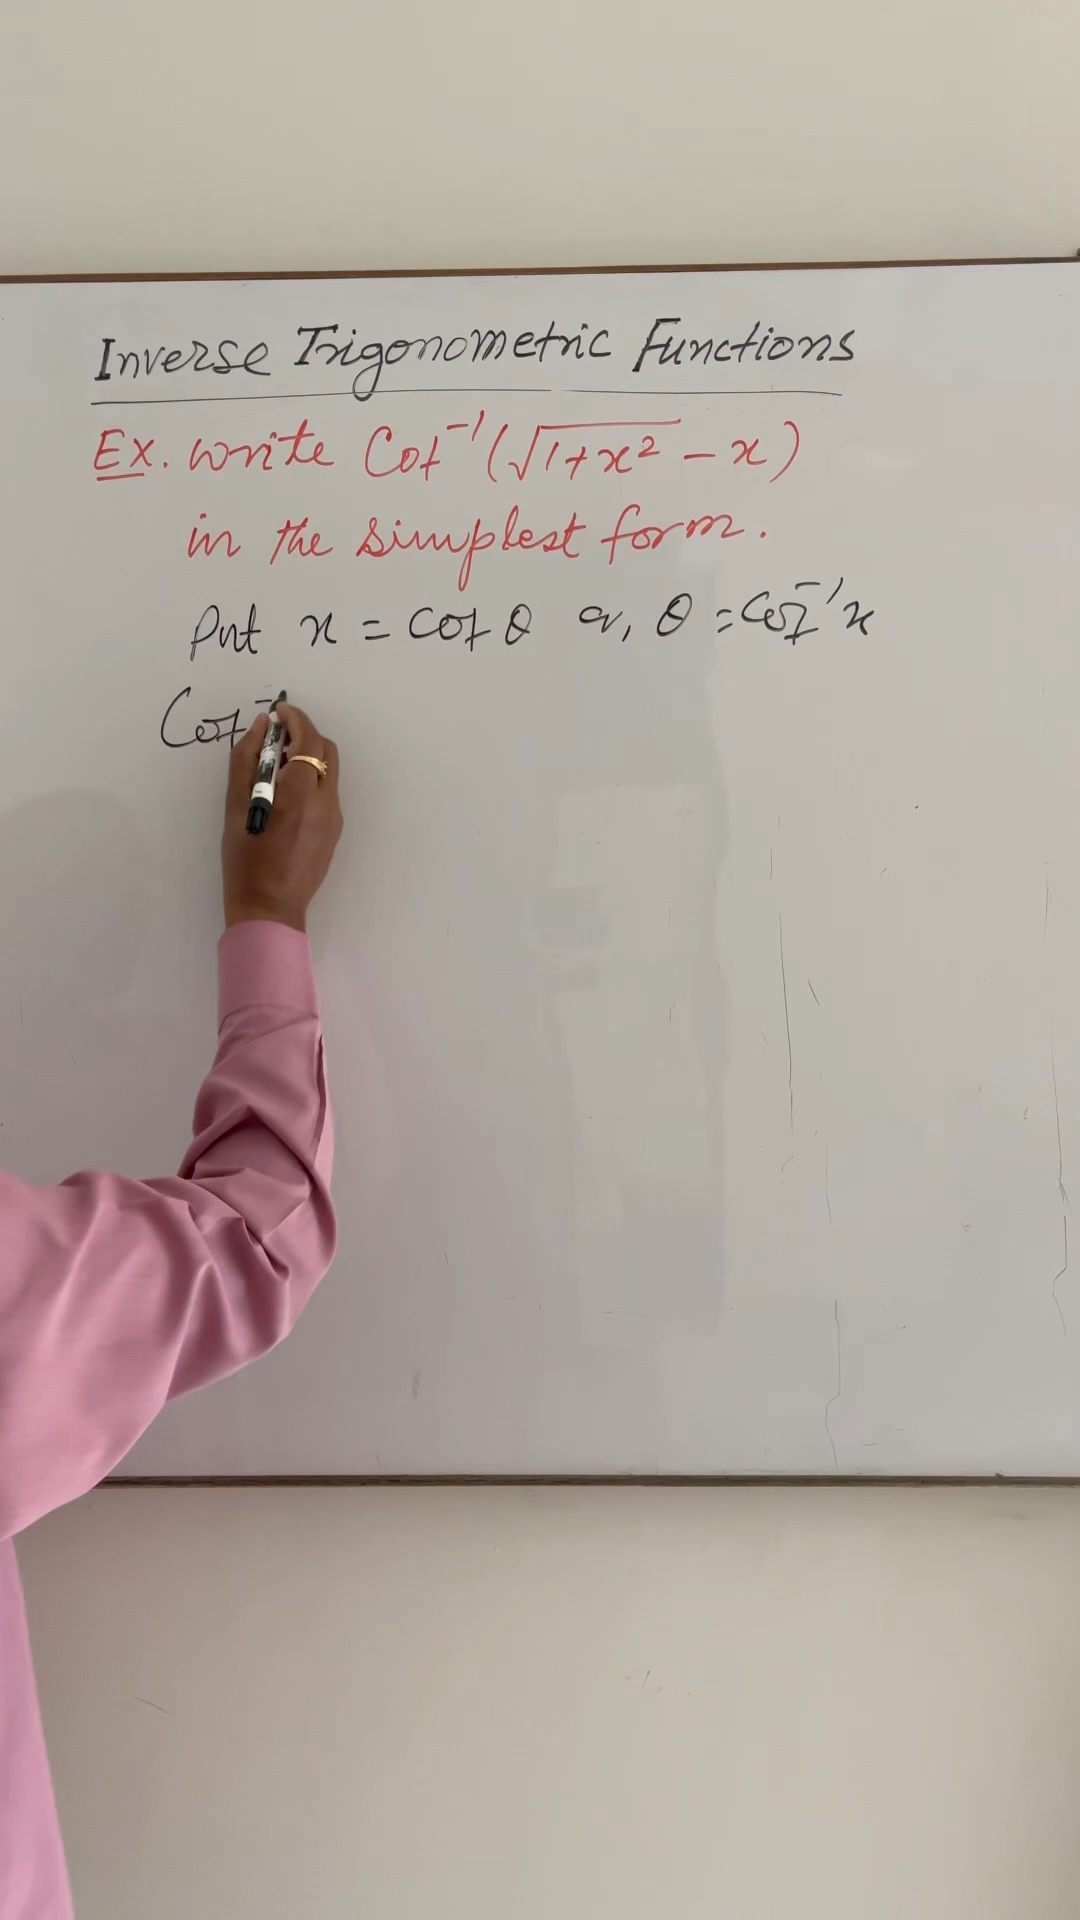 Inverse Trigonometric Functions
Ex. write Cot⁻¹(√1+x² − x)
in the simplest form.
Put x = cot θ or, θ = Cot⁻¹x
Cot⁻